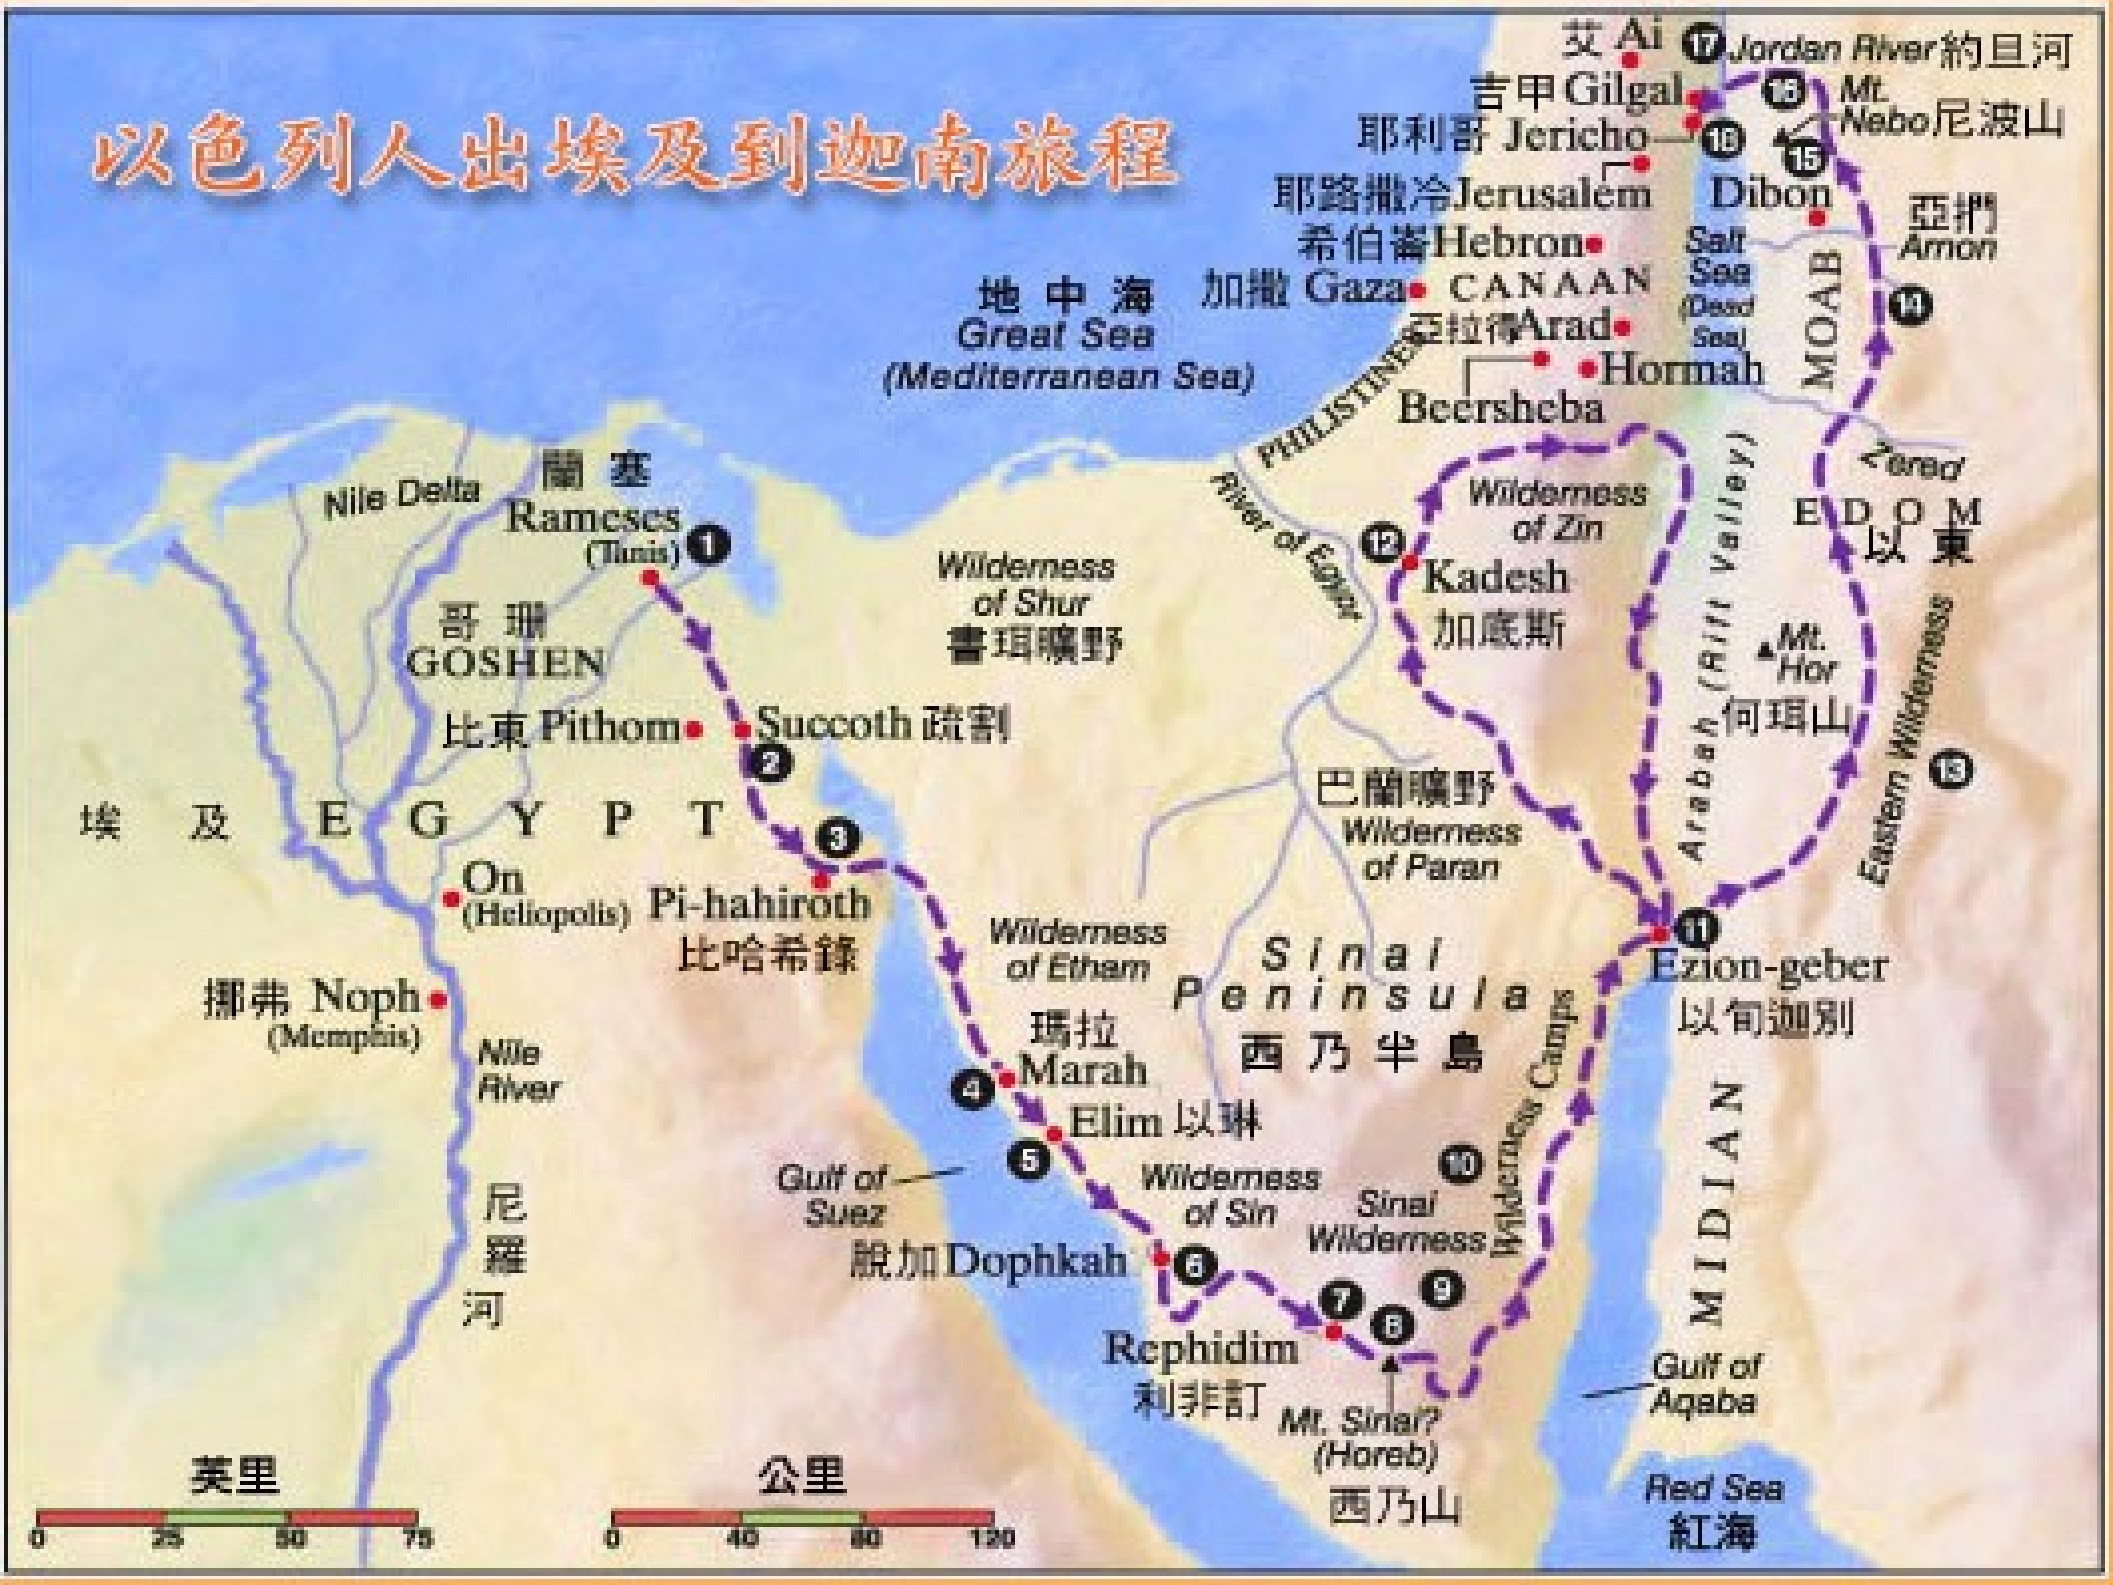 以色列人出埃及到迦南旅程
艾 Ai
17
Jordan River 約旦河
吉甲 Gilgal
16
Mt.
Nebo 尼波山
耶利哥 Jericho
18
15
耶路撒冷 Jerusalem
Dibon
亞捫
Arnon
希伯崙 Hebron
Salt
Sea
(Dead
Sea)
地中海
Great Sea
(Mediterranean Sea)
加撒 Gaza
CANAAN
MOAB
14
亞拉得 Arad
Hormah
Beersheba
PHILISTINES
Zered
蘭塞
Rameses
(Tanis)
1
Nile Delta
River of Egypt
Wilderness
of Zin
EDOM
以東
12
Kadesh
加底斯
Wilderness
of Shur
書珥曠野
哥珊
GOSHEN
Arabah (Rift Valley)
Mt.
Hor
何珥山
Eastern Wilderness
13
比東 Pithom
Succoth 疏割
2
埃及 EGYPT
3
巴蘭曠野
Wilderness
of Paran
On
(Heliopolis)
Pi-hahiroth
比哈希錄
Wilderness
of Etham
Sinai
Peninsula
西乃半島
11
Ezion-geber
以旬迦別
挪弗 Noph
(Memphis)
Nile
River
瑪拉
Marah
4
Elim 以琳
5
Wilderness Camps
10
MIDIAN
Gulf of
Suez
Wilderness
of Sin
Sinai
Wilderness
尼羅河
脫加 Dophkah
6
7
8
9
Rephidim
利非訂
Mt. Sinai?
(Horeb)
西乃山
Gulf of
Aqaba
Red Sea
紅海
英里
0 25 50 75
公里
0 40 80 120